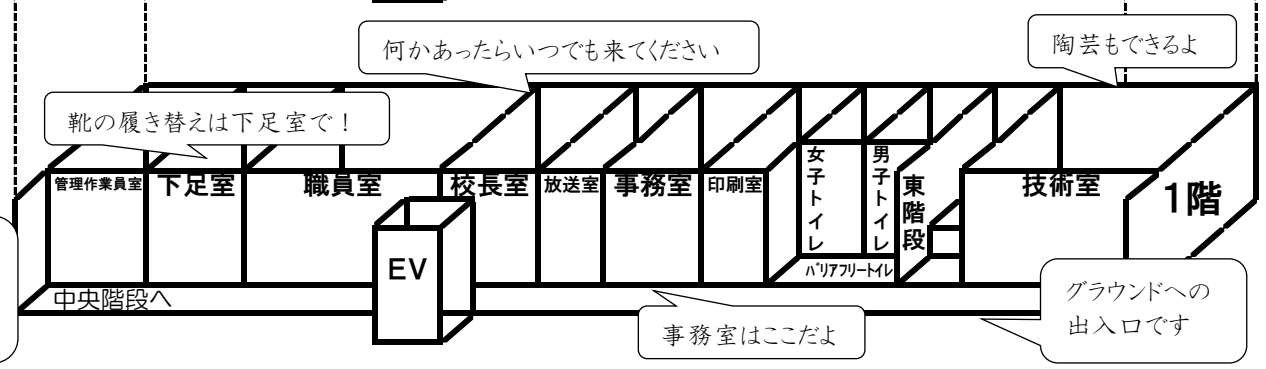 何かあったらいつでも来てください
陶芸もできるよ
靴の履き替えは下足室で！
管理作業員室
下足室
職員室
校長室
放送室
事務室
印刷室
女子トイレ
男子トイレ
東階段
技術室
1階
EV
バリアフリートイレ
中央階段へ
事務室はここだよ
グラウンドへの
出入口です